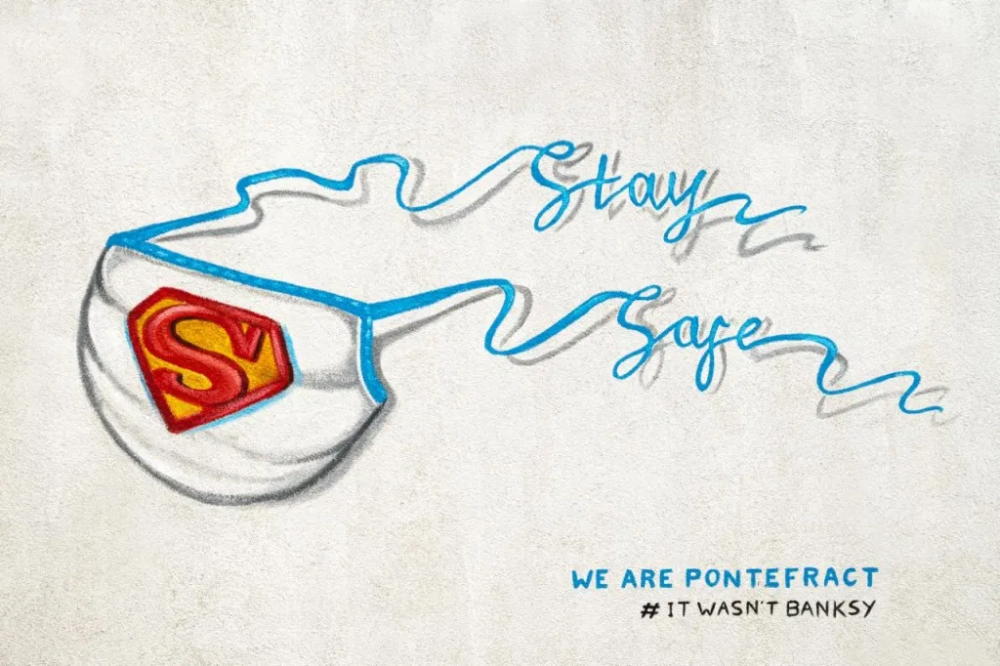 Stay
Safe
S
WE ARE PONTEFRACT
# IT WASN'T BANKSY